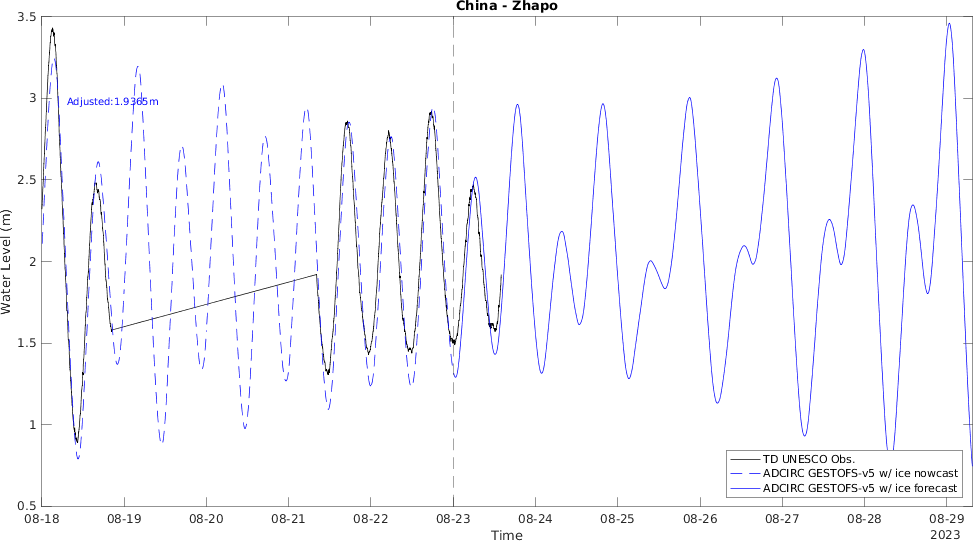 China - Zhapo
3.5
3
2.5
2
1.5
1
0.5
Water Level (m)
Adjusted:1.9365m
TD UNESCO Obs.
ADCIRC GESTOFS-v5 w/ ice nowcast
ADCIRC GESTOFS-v5 w/ ice forecast
08-18 08-19 08-20 08-21 08-22 08-23 08-24 08-25 08-26 08-27 08-28 08-29
2023
Time